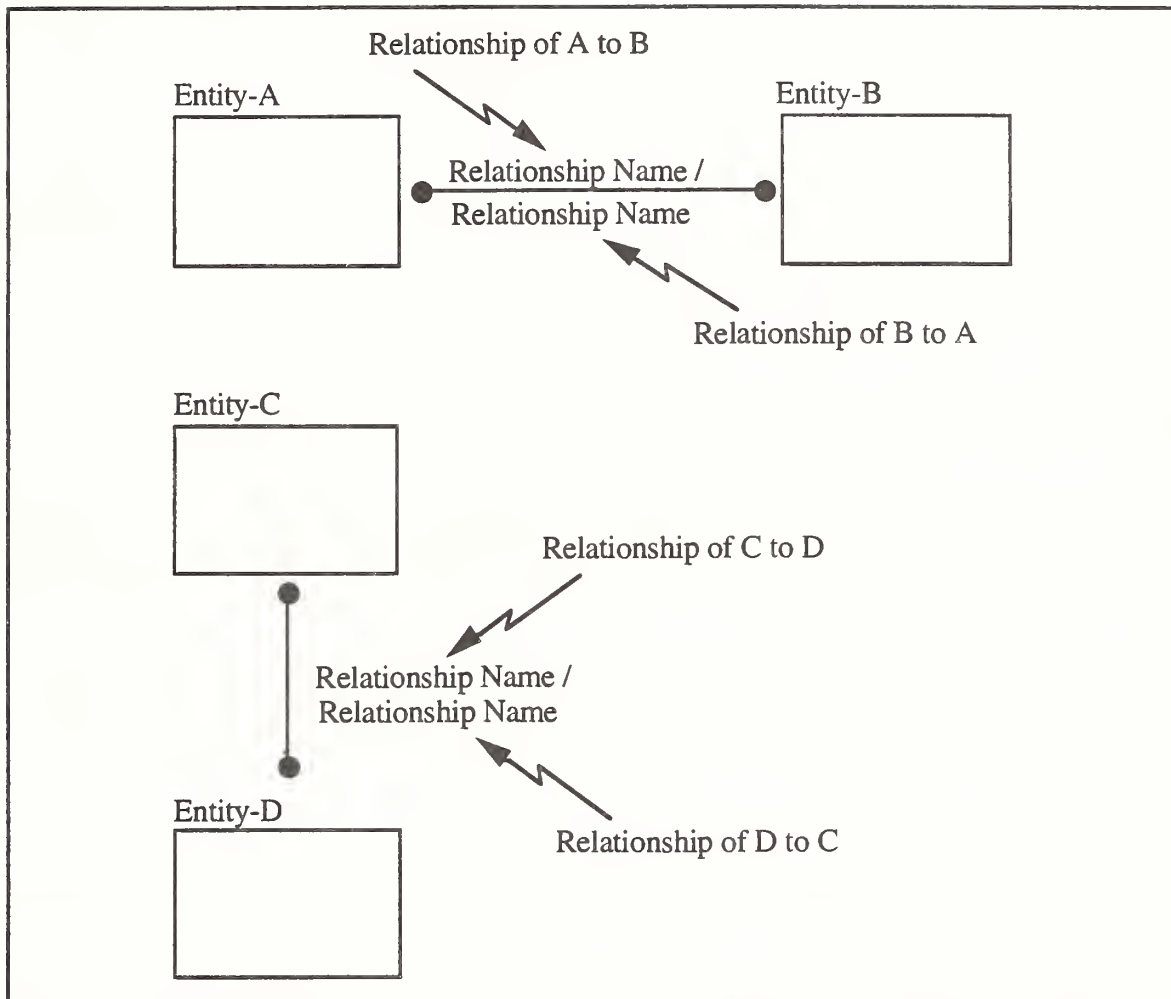 Relationship of A to B
Entity-A
Entity-B
Relationship Name /
Relationship Name
Relationship of B to A
Entity-C
Relationship of C to D
Relationship Name /
Relationship Name
Entity-D
Relationship of D to C